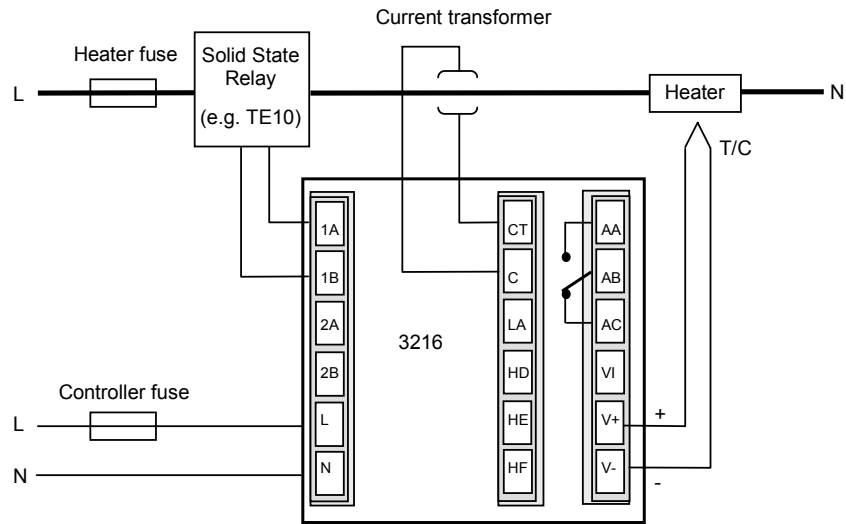 Current transformer
Heater fuse
Solid State
Relay
(e.g. TE10)
L
Heater
N
T/C
1A
1B
2A
2B
L
N
3216
CT
C
LA
HD
HE
HF
AA
AB
AC
VI
V+
V-
+
-
Controller fuse
L
N